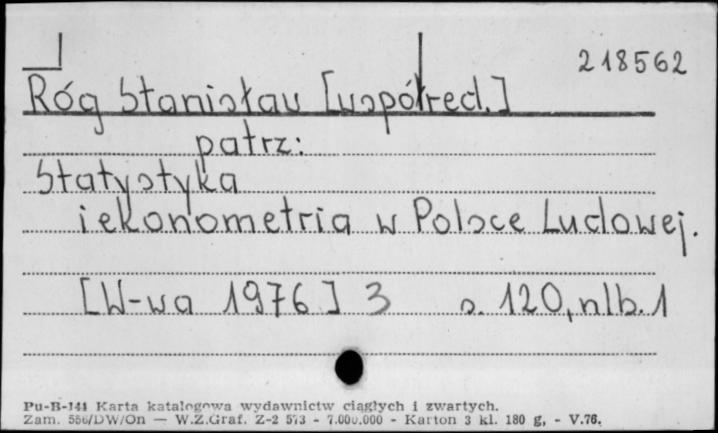 218562
Róg Stanisław [współred.]
patrz:
Statystyka
i ekonometria w Polsce Ludowej.
[W-wa 1976] 3 s. 120, nlb. 1
Pu-B-144 Karta katalogowa wydawnictw ciągłych i zwartych.
Zam. 556/DW/On — W.Z.Graf. Z-2 573 - 7.000.000 - Karton 3 kl. 180 g, - V.76.